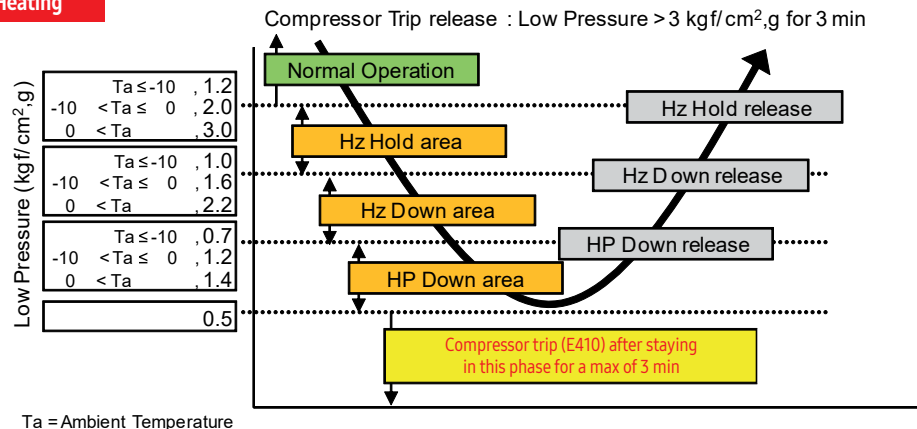 Heating
Compressor Trip release : Low Pressure > 3 kgf/cm²,g for 3 min
Low Pressure (kgf/cm²,g)
Ta ≤ -10 , 1.2
-10 < Ta ≤ 0 , 2.0
0 < Ta , 3.0
Ta ≤ -10 , 1.0
-10 < Ta ≤ 0 , 1.6
0 < Ta , 2.2
Ta ≤ -10 , 0.7
-10 < Ta ≤ 0 , 1.2
0 < Ta , 1.4
0.5
Normal Operation
Hz Hold area
Hz Down area
HP Down area
Hz Hold release
Hz Down release
HP Down release
Compressor trip (E410) after staying
in this phase for a max of 3 min
Ta = Ambient Temperature